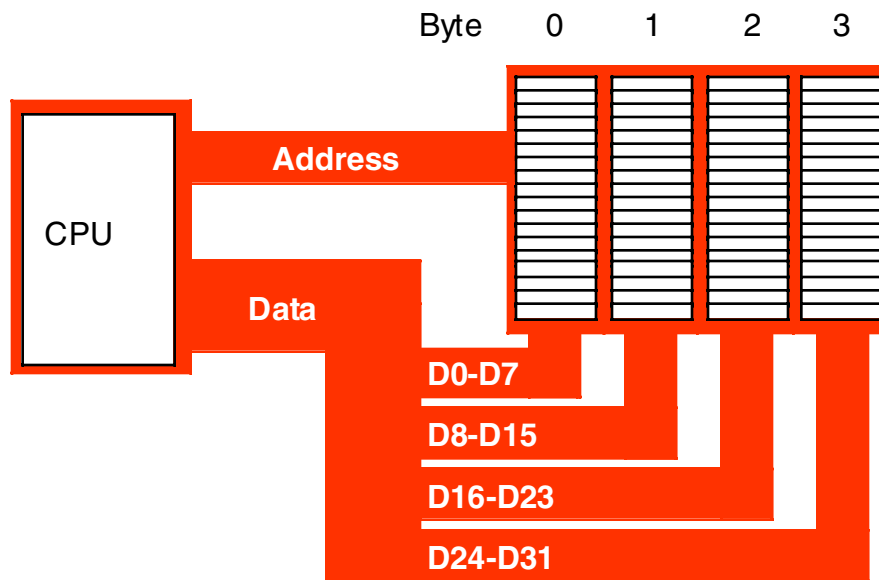 Byte 0 1 2 3
Address
CPU
Data
D0-D7
D8-D15
D16-D23
D24-D31